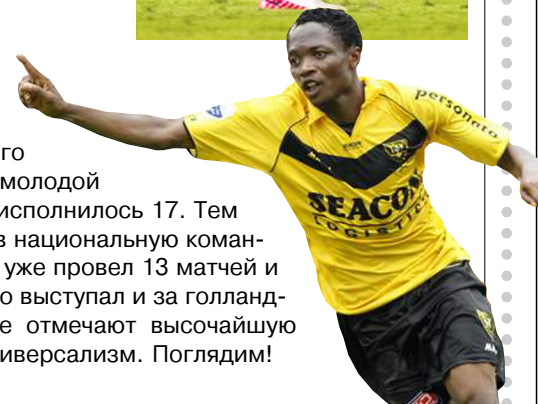 го
молодой
исполнилось 17. Тем
в национальную коман-
уже провел 13 матчей и
о выступал и за голланд-
е отмечают высочайшую
иверсализм. Поглядим!
personato
SEACON
LOGISTICS